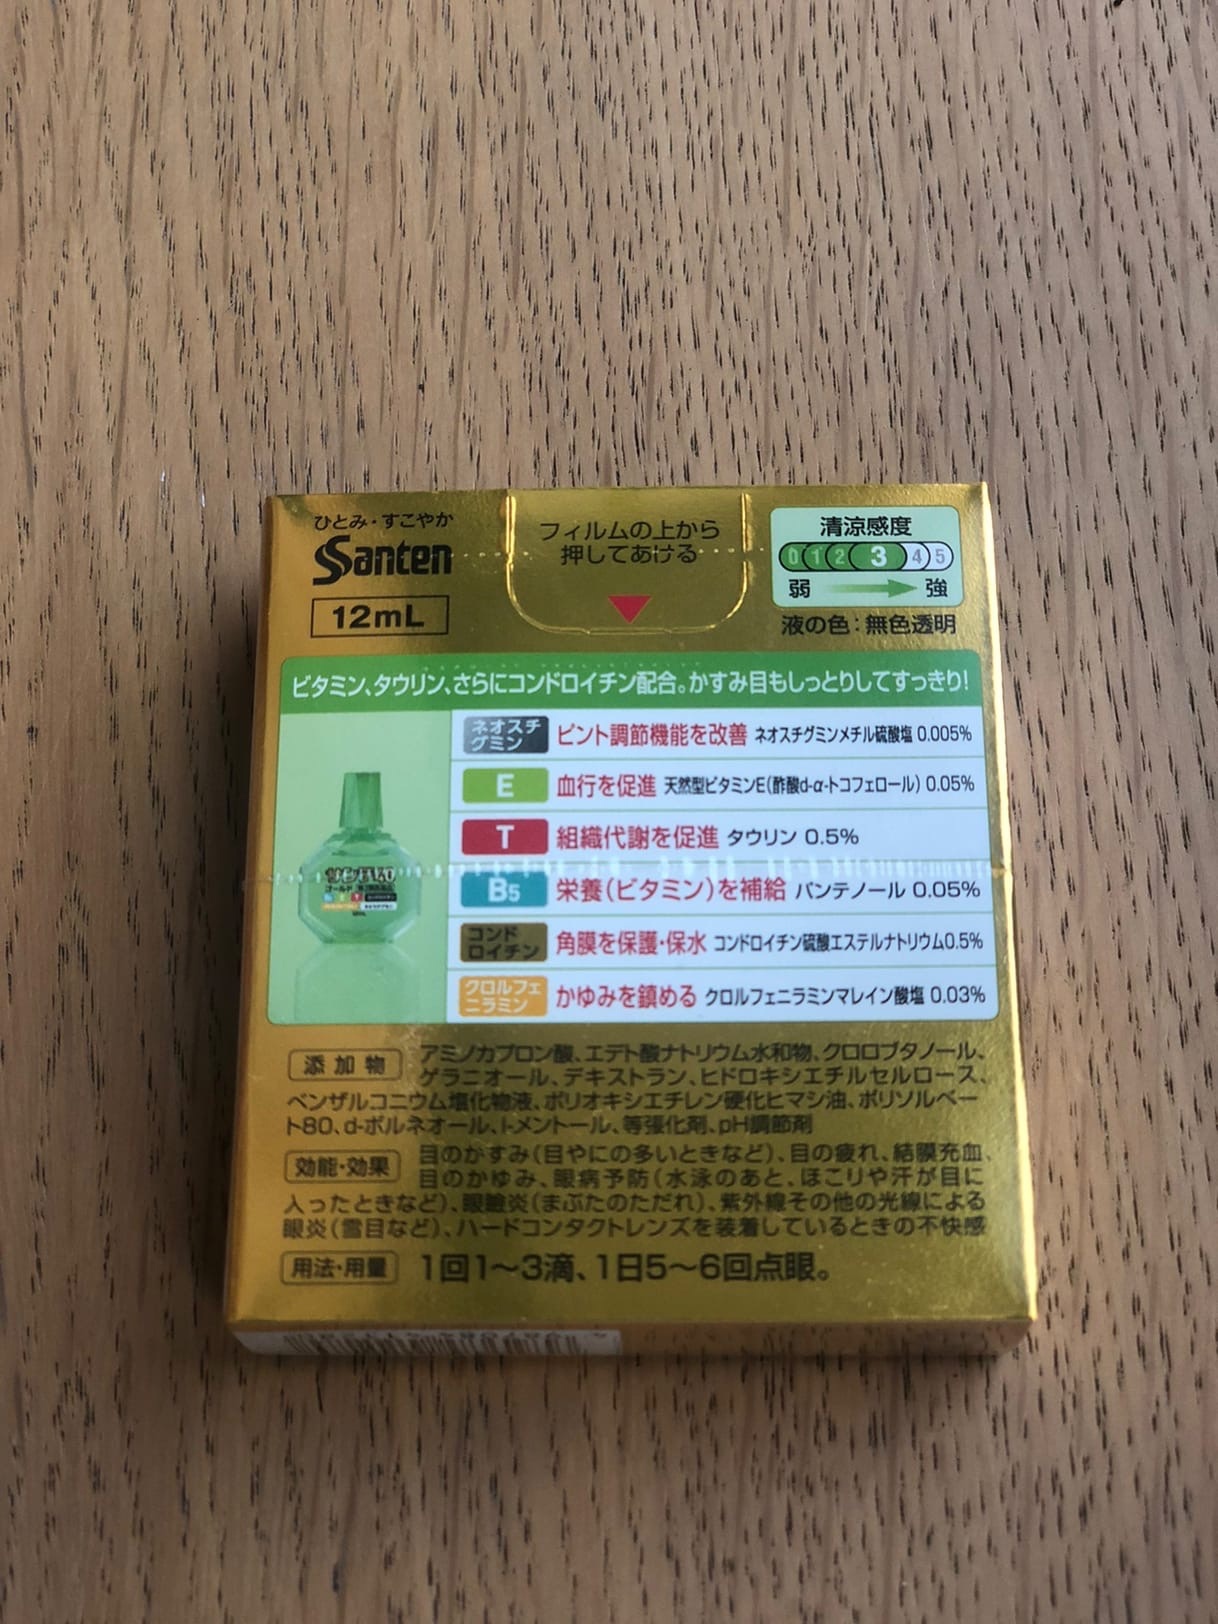 ひとみ・すこやか
Santen
12mL
フィルムの上から
押してあける
清涼感度
0 1 2 3 4 5
弱 強
液の色:無色透明
ビタミン、タウリン、さらにコンドロイチン配合。かすみ目もしっとりしてすっきり!
ネオスチグミン ピント調節機能を改善 ネオスチグミンメチル硫酸塩 0.005%
E 血行を促進 天然型ビタミンE(酢酸d-α-トコフェロール) 0.05%
T 組織代謝を促進 タウリン 0.5%
B5 栄養(ビタミン)を補給 パンテノール 0.05%
コンドロイチン 角膜を保護・保水 コンドロイチン硫酸エステルナトリウム0.5%
クロルフェニラミン かゆみを鎮める クロルフェニラミンマレイン酸塩 0.03%
添加物 アミノカプロン酸、エデト酸ナトリウム水和物、クロロブタノール、
ゲラニオール、デキストラン、ヒドロキシエチルセルロース、
ベンザルコニウム塩化物液、ポリオキシエチレン硬化ヒマシ油、ポリソルベー
ト80、d-ボルネオール、l-メントール、等張化剤、pH調節剤
効能・効果 目のかすみ(目やにの多いときなど)、目の疲れ、結膜充血、
目のかゆみ、眼病予防(水泳のあと、ほこりや汗が目に
入ったときなど)、眼瞼炎(まぶたのただれ)、紫外線その他の光線による
眼炎(雪目など)、ハードコンタクトレンズを装着しているときの不快感
用法・用量 1回1〜3滴、1日5〜6回点眼。